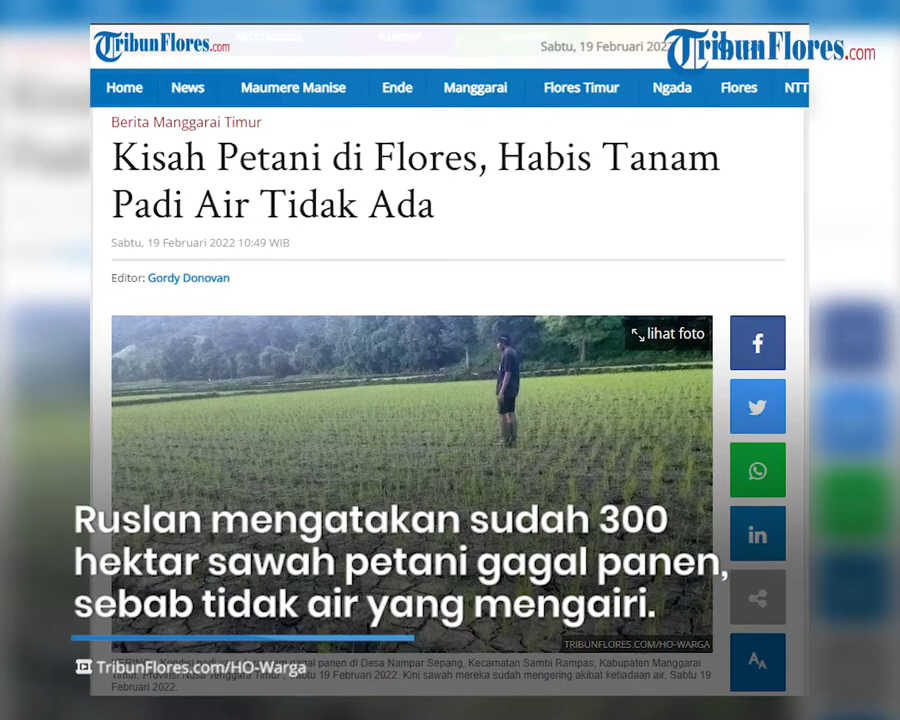 TribunFlores.com
Sabtu, 19 Februari 2022
TribunFlores.com
Home News Maumere Manise Ende Manggarai Flores Timur Ngada Flores NTT
Berita Manggarai Timur
Kisah Petani di Flores, Habis Tanam
Padi Air Tidak Ada
Sabtu, 19 Februari 2022 10:49 WIB
Editor: Gordy Donovan
lihat foto
Ruslan mengatakan sudah 300
hektar sawah petani gagal panen,
sebab tidak air yang mengairi.
TRIBUNFLORES.COM/HO-WARGA
TribunFlores.com/HO-Warga
gagal panen di Desa Nampar Sepang, Kecamatan Sambi Rampas, Kabupaten Manggarai
Timur, Provinsi Nusa Tenggara Timur, Sabtu 19 Februari 2022. Kini sawah mereka sudah mengering akibat ketiadaan air, Sabtu 19
Februari 2022.